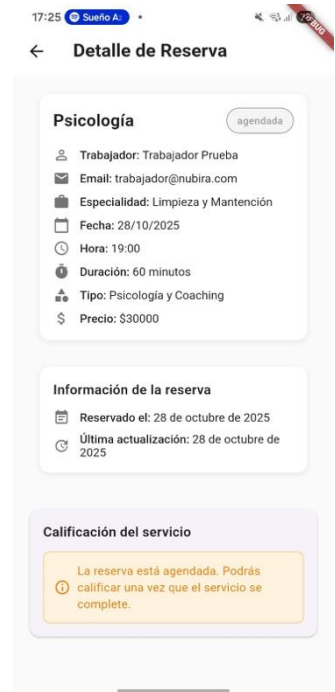 17:25 Sueño A
← Detalle de Reserva
Psicología agendada
Trabajador: Trabajador Prueba
Email: trabajador@nubira.com
Especialidad: Limpieza y Mantención
Fecha: 28/10/2025
Hora: 19:00
Duración: 60 minutos
Tipo: Psicología y Coaching
$ Precio: $30000
Información de la reserva
Reservado el: 28 de octubre de 2025
Última actualización: 28 de octubre de
2025
Calificación del servicio
La reserva está agendada. Podrás
calificar una vez que el servicio se
complete.